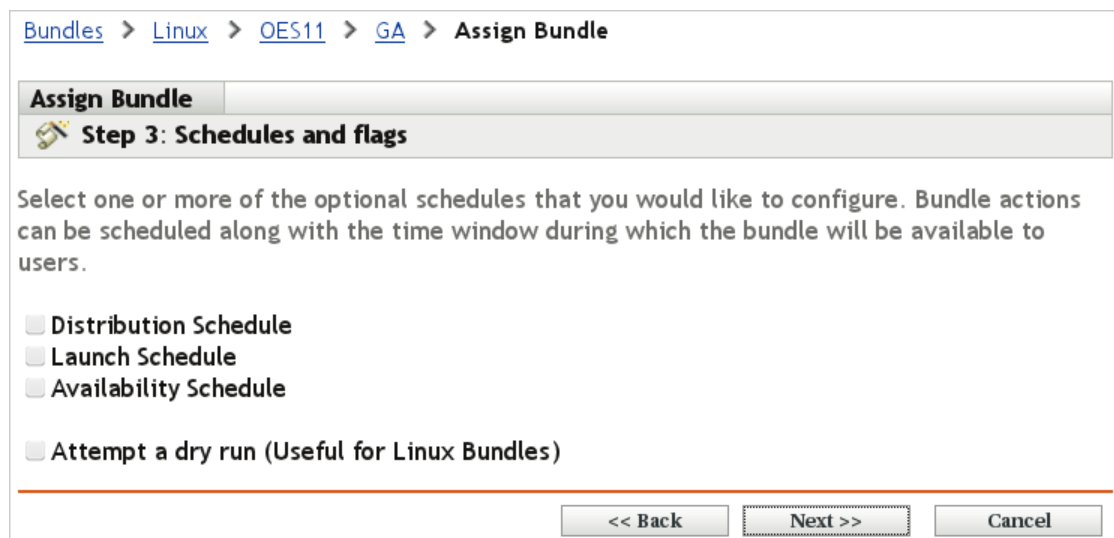 Bundles > Linux > OES11 > GA > Assign Bundle
Assign Bundle
Step 3: Schedules and flags
Select one or more of the optional schedules that you would like to configure. Bundle actions
can be scheduled along with the time window during which the bundle will be available to
users.
Distribution Schedule
Launch Schedule
Availability Schedule
Attempt a dry run (Useful for Linux Bundles)
<< Back Next >> Cancel